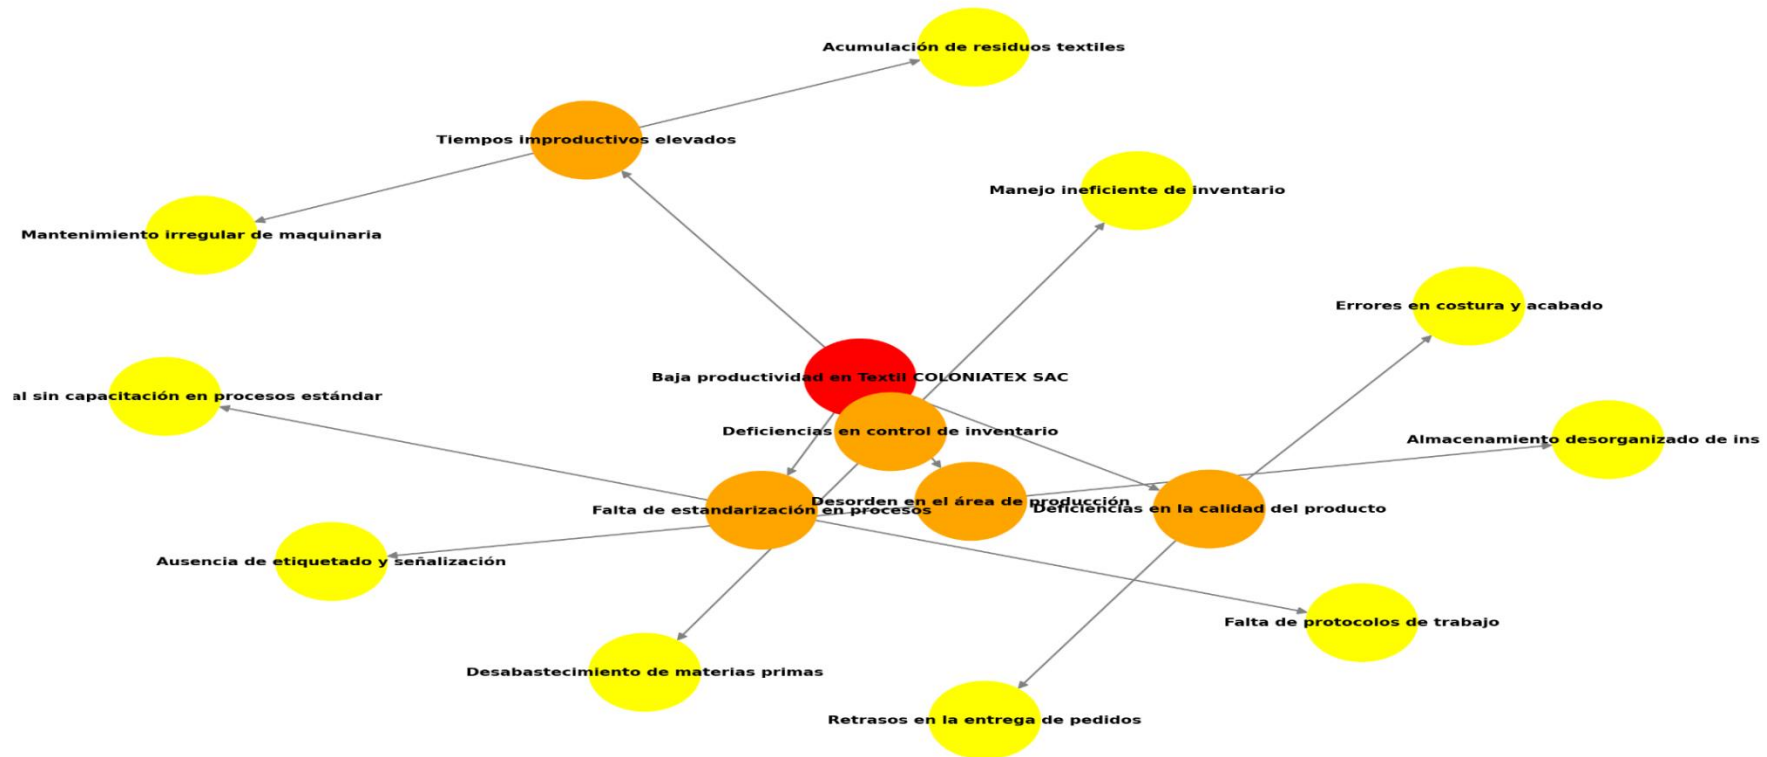 Acumulación de residuos textiles
Tiempos improductivos elevados
Manejo ineficiente de inventario
Mantenimiento irregular de maquinaria
Errores en costura y acabado
Baja productividad en Textil COLONIATEX SAC
al sin capacitación en procesos estándar
Deficiencias en control de inventario
Almacenamiento desorganizado de ins
Desorden en el área de producción
Falta de estandarización en procesos
Deficiencias en la calidad del producto
Ausencia de etiquetado y señalización
Falta de protocolos de trabajo
Desabastecimiento de materias primas
Retrasos en la entrega de pedidos